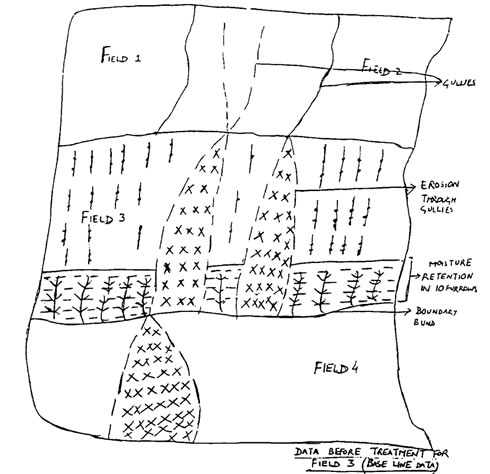 FIELD 1
FIELD 2
GULLIES
FIELD 3
EROSION
THROUGH
GULLIES
MOISTURE
RETENTION
IN 10 FURROWS
BOUNDARY
BUND
FIELD 4
DATA BEFORE TREATMENT FOR
FIELD 3 (BASE LINE DATA)